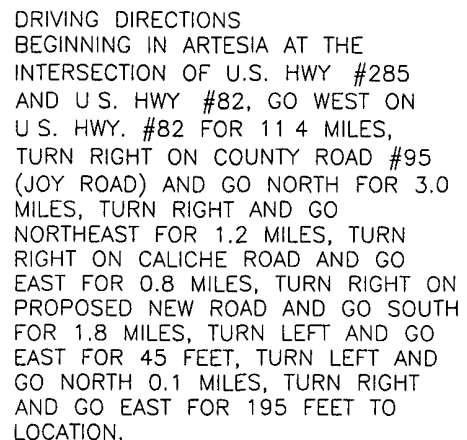 DRIVING DIRECTIONS
BEGINNING IN ARTESIA AT THE
INTERSECTION OF U.S. HWY #285
AND U S. HWY #82, GO WEST ON
U S. HWY. #82 FOR 11 4 MILES,
TURN RIGHT ON COUNTY ROAD #95
(JOY ROAD) AND GO NORTH FOR 3.0
MILES, TURN RIGHT AND GO
NORTHEAST FOR 1.2 MILES, TURN
RIGHT ON CALICHE ROAD AND GO
EAST FOR 0.8 MILES, TURN RIGHT ON
PROPOSED NEW ROAD AND GO SOUTH
FOR 1.8 MILES, TURN LEFT AND GO
EAST FOR 45 FEET, TURN LEFT AND
GO NORTH 0.1 MILES, TURN RIGHT
AND GO EAST FOR 195 FEET TO
LOCATION.